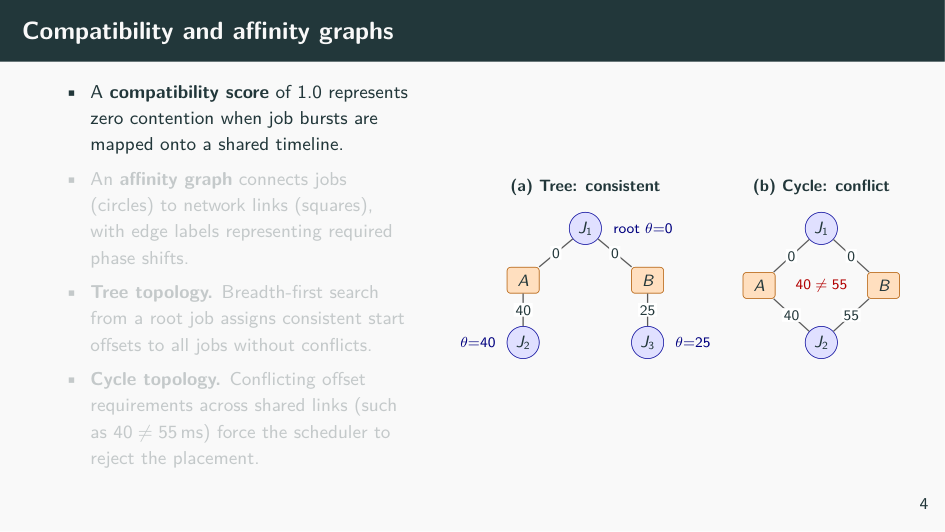 Compatibility and affinity graphs
▪ A compatibility score of 1.0 represents
zero contention when job bursts are
mapped onto a shared timeline.
▪ An affinity graph connects jobs
(circles) to network links (squares),
with edge labels representing required
phase shifts.
▪ Tree topology. Breadth-first search
from a root job assigns consistent start
offsets to all jobs without conflicts.
▪ Cycle topology. Conflicting offset
requirements across shared links (such
as 40 ≠ 55 ms) force the scheduler to
reject the placement.
(a) Tree: consistent
J₁ root θ=0
0 0
A B
40 25
θ=40 J₂ J₃ θ=25
(b) Cycle: conflict
J₁
0 0
A 40 ≠ 55 B
40 55
J₂
4